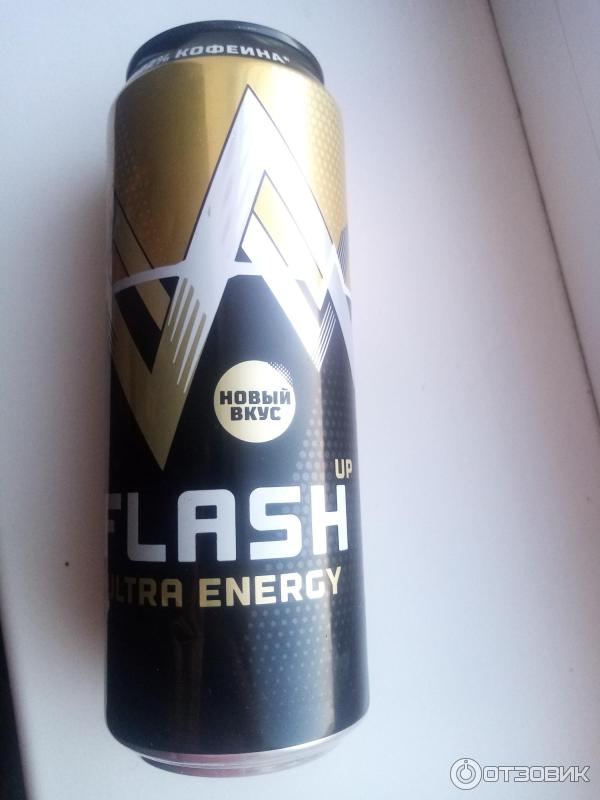 % КОФЕИНА*
НОВЫЙ
ВКУС
UP
FLASH
ULTRA ENERGY
ОТЗОВИК